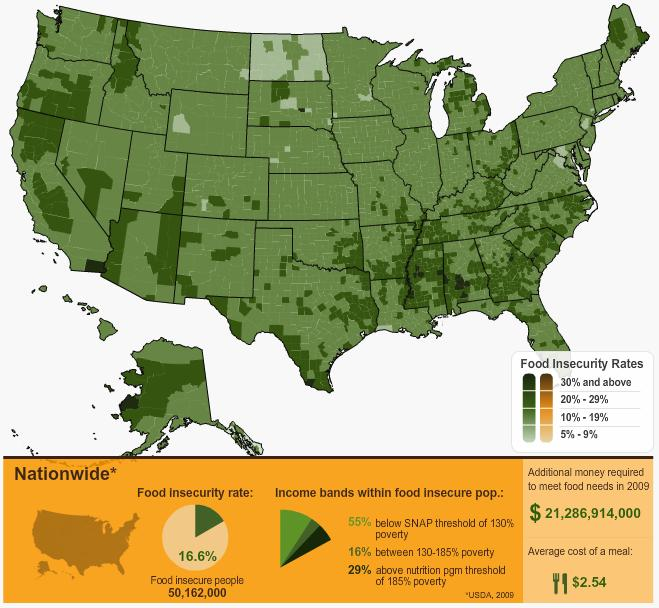 Food Insecurity Rates
30% and above
20% - 29%
10% - 19%
5% - 9%
Nationwide*
Food insecurity rate:
16.6%
Food insecure people
50,162,000
Income bands within food insecure pop.:
55% below SNAP threshold of 130%
poverty
16% between 130-185% poverty
29% above nutrition pgm threshold
of 185% poverty
*USDA, 2009
Additional money required
to meet food needs in 2009
$ 21,286,914,000
Average cost of a meal:
$2.54